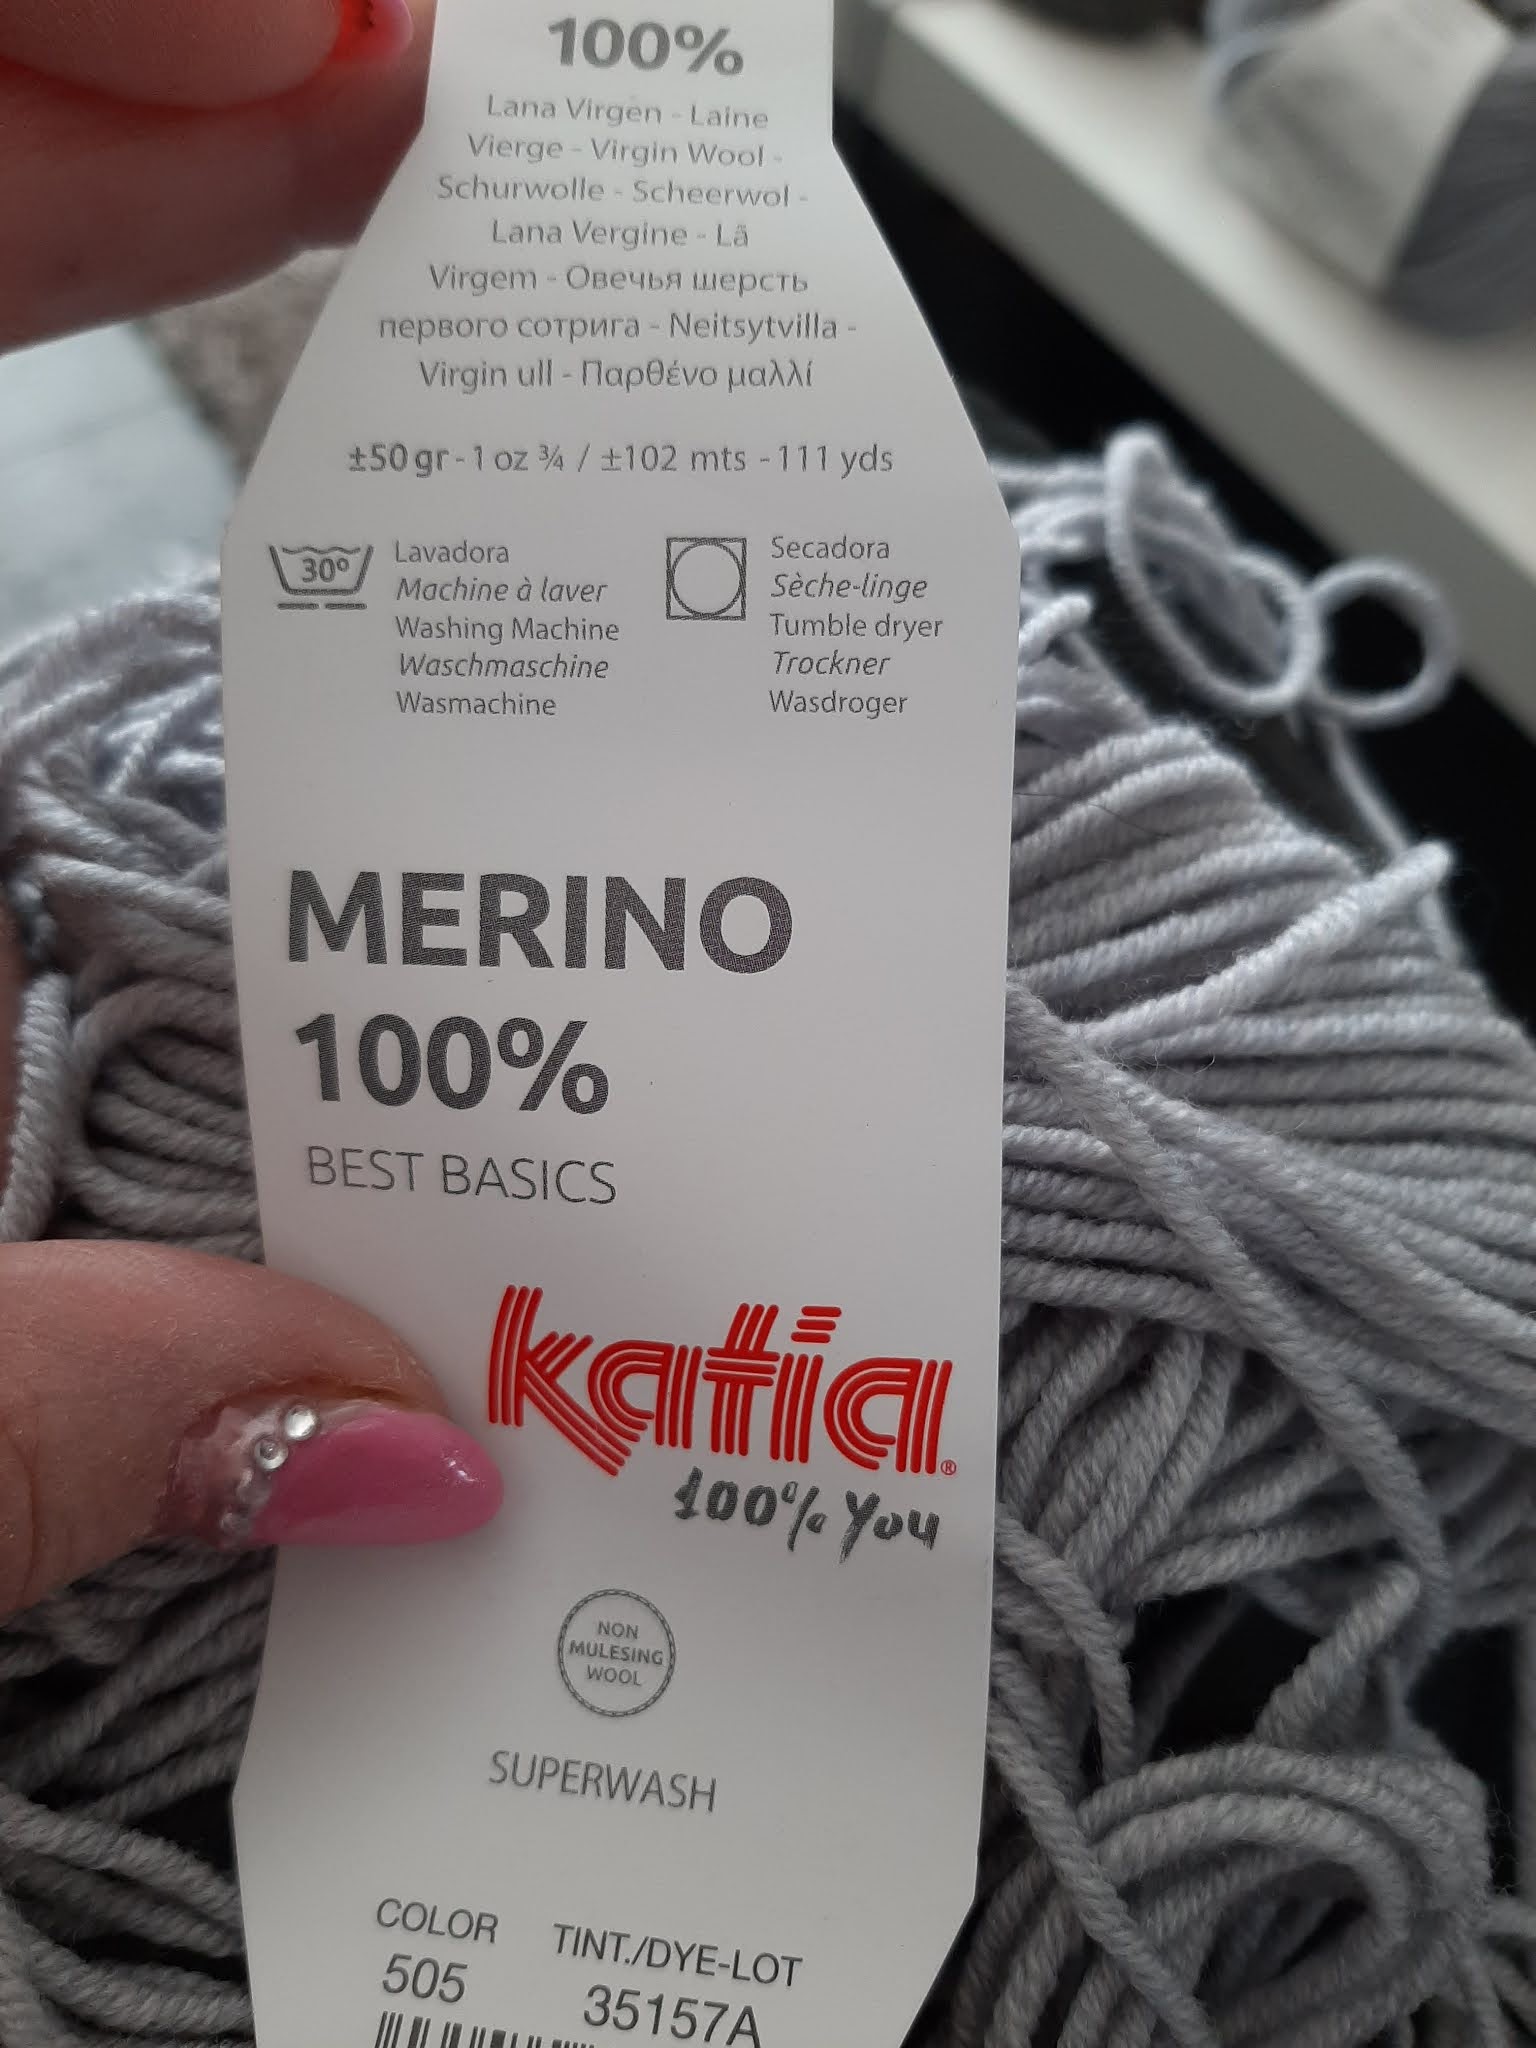 100%
Lana Virgen - Laine
Vierge - Virgin Wool -
Schurwolle - Scheerwol -
Lana Vergine - Lã
Virgem - Овечья шерсть
первого сотрига - Neitsytvilla -
Virgin ull - Παρθένο μαλλί
±50 gr - 1 oz ¾ / ±102 mts - 111 yds
30º
Lavadora
Machine à laver
Washing Machine
Waschmaschine
Wasmachine
Secadora
Sèche-linge
Tumble dryer
Trockner
Wasdroger
MERINO
100%
BEST BASICS
katia®
100% You
NON
MULESING
WOOL
SUPERWASH
COLOR TINT./DYE-LOT
505 35157A